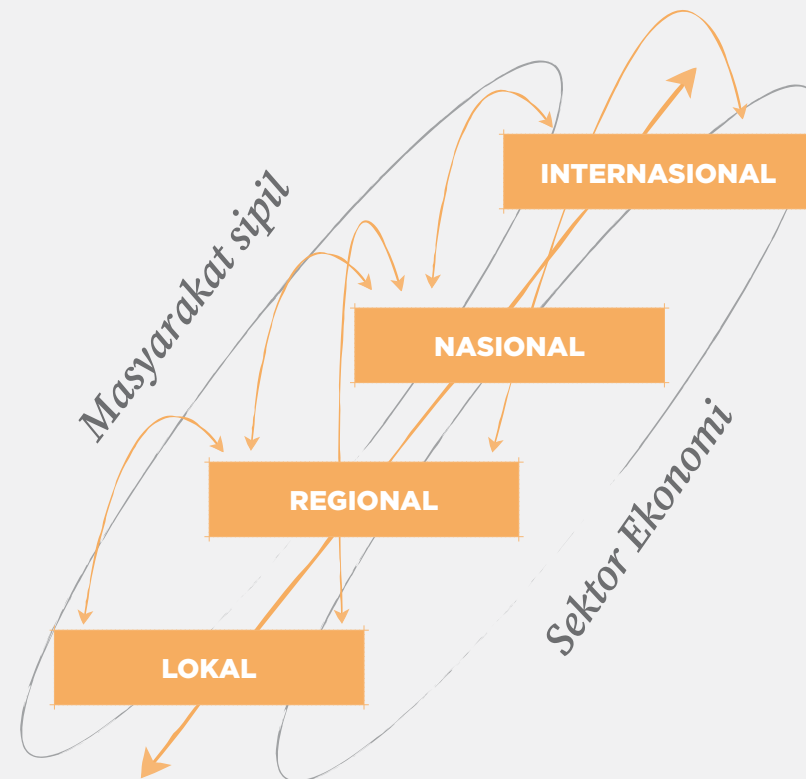 Masyarakat sipil
INTERNASIONAL
NASIONAL
REGIONAL
Sektor Ekonomi
LOKAL